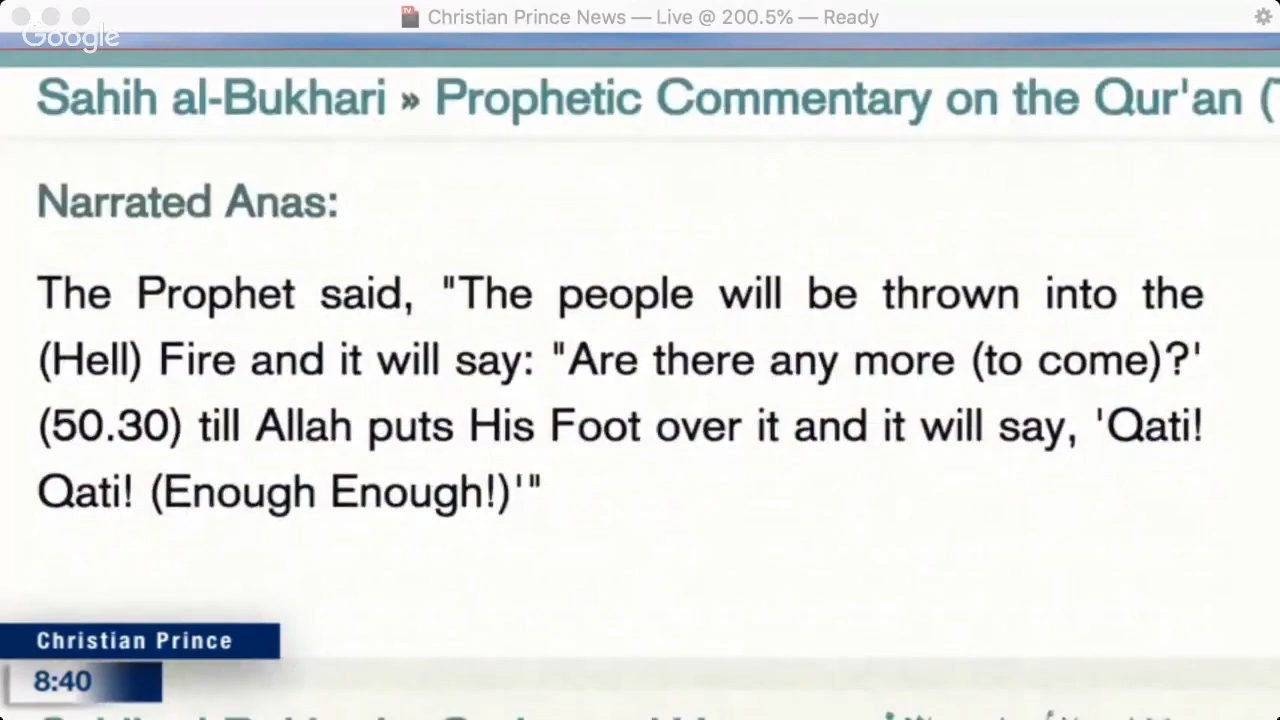 Christian Prince News — Live @ 200.5% — Ready
Google
Sahih al-Bukhari » Prophetic Commentary on the Qur'an (
Narrated Anas:
The Prophet said, "The people will be thrown into the
(Hell) Fire and it will say: "Are there any more (to come)?'
(50.30) till Allah puts His Foot over it and it will say, 'Qati!
Qati! (Enough Enough!)'"
Christian Prince
8:40